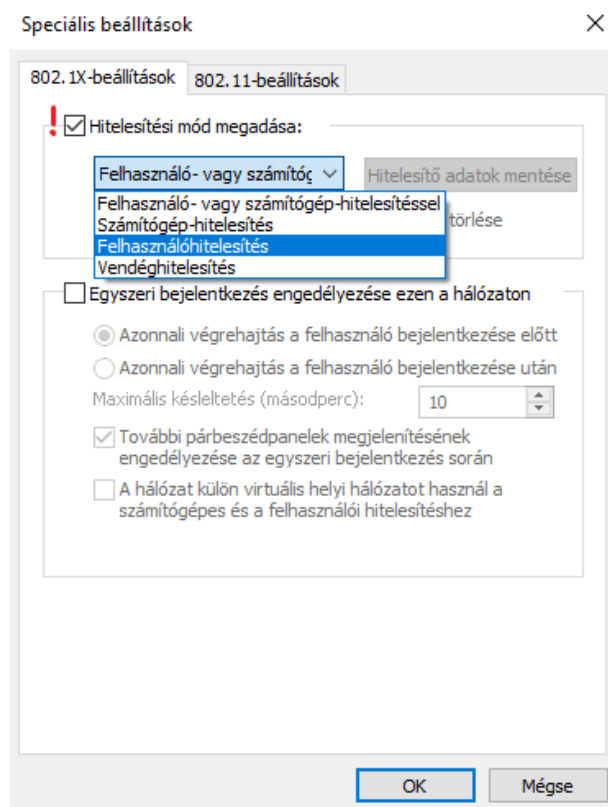 Speciális beállítások
802.1X-beállítások 802.11-beállítások
! Hitelesítési mód megadása:
Felhasználó- vagy számítóg Hitelesítő adatok mentése
Felhasználó- vagy számítógép-hitelesítéssel
Számítógép-hitelesítés törlése
Felhasználóhitelesítés
Vendéghitelesítés
Egyszeri bejelentkezés engedélyezése ezen a hálózaton
Azonnali végrehajtás a felhasználó bejelentkezése előtt
Azonnali végrehajtás a felhasználó bejelentkezése után
Maximális késleltetés (másodperc): 10
További párbeszédpanelek megjelenítésének
engedélyezése az egyszeri bejelentkezés során
A hálózat külön virtuális helyi hálózatot használ a
számítógépes és a felhasználói hitelesítéshez
OK Mégse